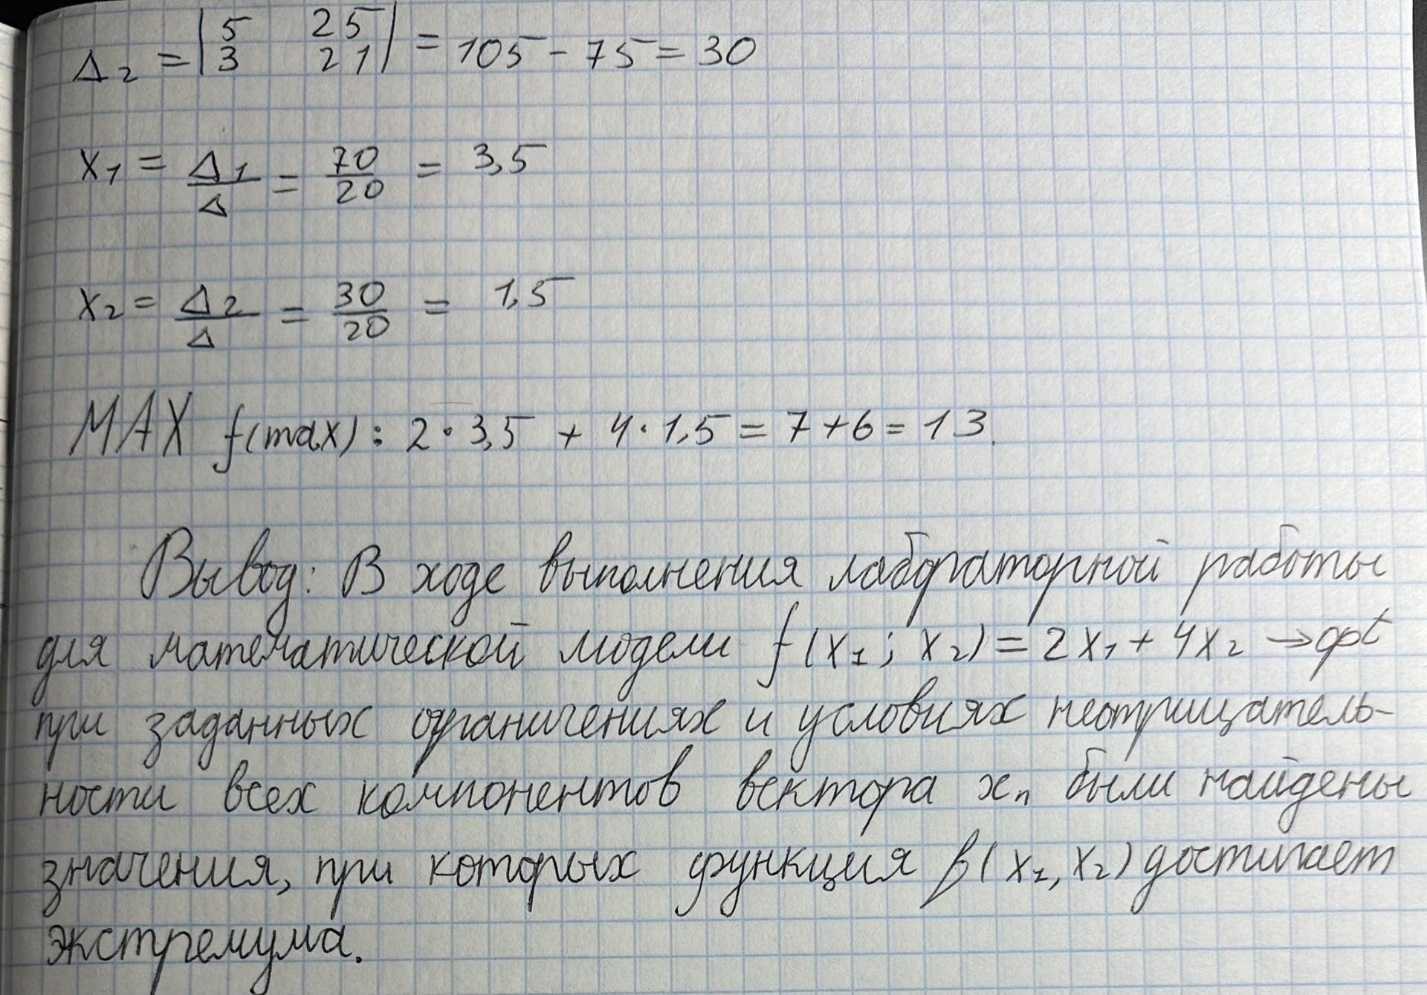 Δ₂ = |5 25| = 105 - 75 = 30
|3 21|
x₁ = Δ₁/Δ = 70/20 = 3,5
x₂ = Δ₂/Δ = 30/20 = 1,5
MAX f(max): 2·3,5 + 4·1,5 = 7+6 = 13.
Вывод: В ходе выполнения лабораторной работы
для математической модели f(x₁; x₂) = 2x₁ + 4x₂ → opt
при заданных ограничениях и условиях неотрицатель-
ности всех компонентов вектора xₙ были найдены
значения, при которых функция f(x₁, x₂) достигает
экстремума.